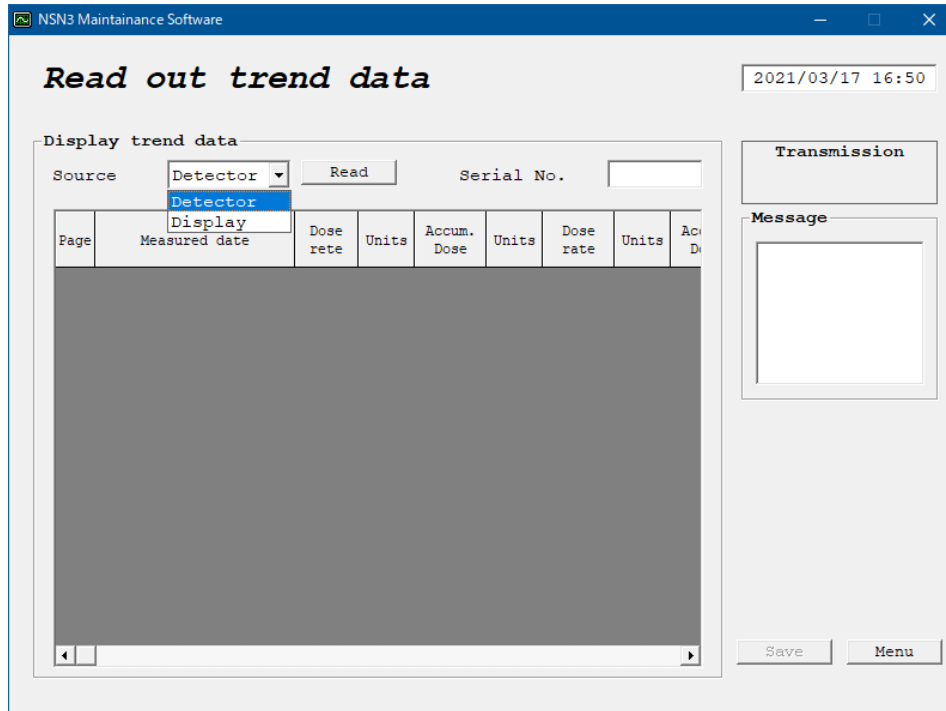 NSN3 Maintainance Software
Read out trend data
2021/03/17 16:50
Display trend data
Source
Detector
Read
Serial No.
Detector
Display
Page
Measured date
Dose
rete
Units
Accum.
Dose
Units
Dose
rate
Units
Transmission
Message
Save
Menu